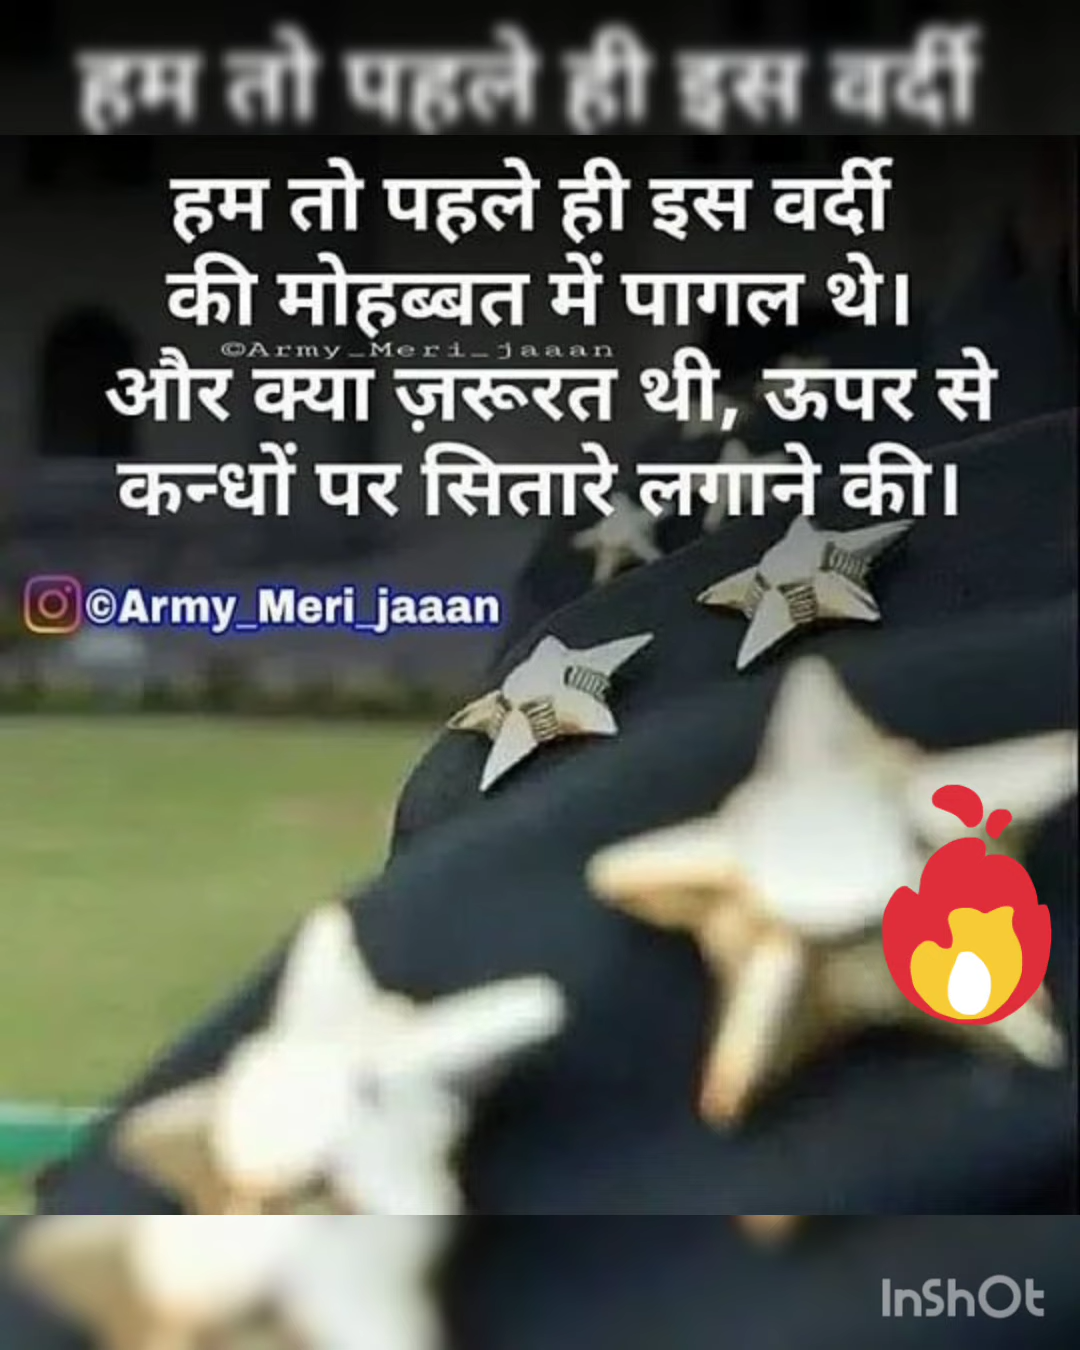 हम तो पहले ही इस वर्दी
हम तो पहले ही इस वर्दी
की मोहब्बत में पागल थे।
©Army_Meri_jaaan
और क्या ज़रूरत थी, ऊपर से
कन्धों पर सितारे लगाने की।
©Army_Meri_jaaan
InShOt